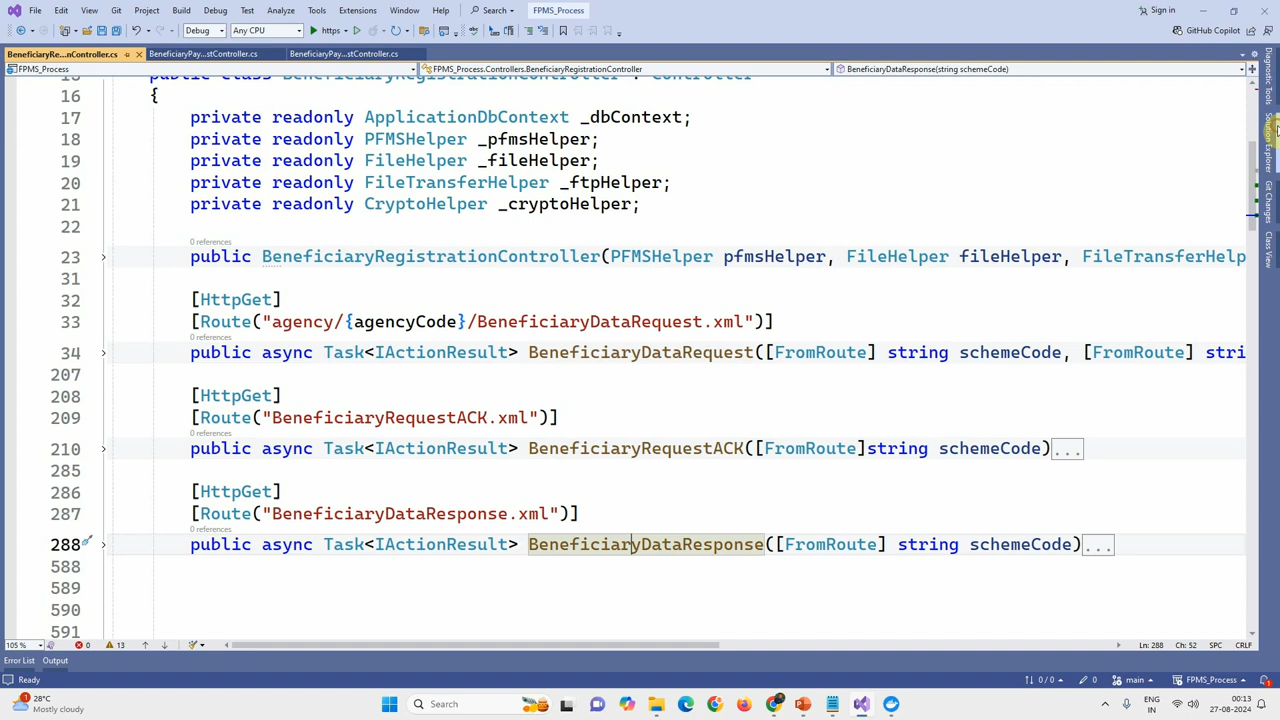 File Edit View Git Project Build Debug Test Analyze Tools Extensions Window Help Search FPMS_Process Sign in
Debug Any CPU https GitHub Copilot
BeneficiaryRe...nController.cs BeneficiaryPay...stController.cs BeneficiaryPay...stController.cs
FPMS_Process FPMS_Process.Controllers.BeneficiaryRegistrationController BeneficiaryDataResponse(string schemeCode)
16 {
17 private readonly ApplicationDbContext _dbContext;
18 private readonly PFMSHelper _pfmsHelper;
19 private readonly FileHelper _fileHelper;
20 private readonly FileTransferHelper _ftpHelper;
21 private readonly CryptoHelper _cryptoHelper;
22
0 references
23 public BeneficiaryRegistrationController(PFMSHelper pfmsHelper, FileHelper fileHelper, FileTransferHelp
31
32 [HttpGet]
33 [Route("agency/{agencyCode}/BeneficiaryDataRequest.xml")]
0 references
34 public async Task<IActionResult> BeneficiaryDataRequest([FromRoute] string schemeCode, [FromRoute] stri
207
208 [HttpGet]
209 [Route("BeneficiaryRequestACK.xml")]
0 references
210 public async Task<IActionResult> BeneficiaryRequestACK([FromRoute]string schemeCode)...
285
286 [HttpGet]
287 [Route("BeneficiaryDataResponse.xml")]
0 references
288 public async Task<IActionResult> BeneficiaryDataResponse([FromRoute] string schemeCode)...
588
589
590
591
105 % 0 13 Ln: 288 Ch: 52 SPC CRLF
Error List Output
Ready 0 / 0 0 main FPMS_Process
Diagnostic Tools
Solution Explorer
Git Changes
Class View
28°C
Mostly cloudy
Search
ENG
IN
00:13
27-08-2024